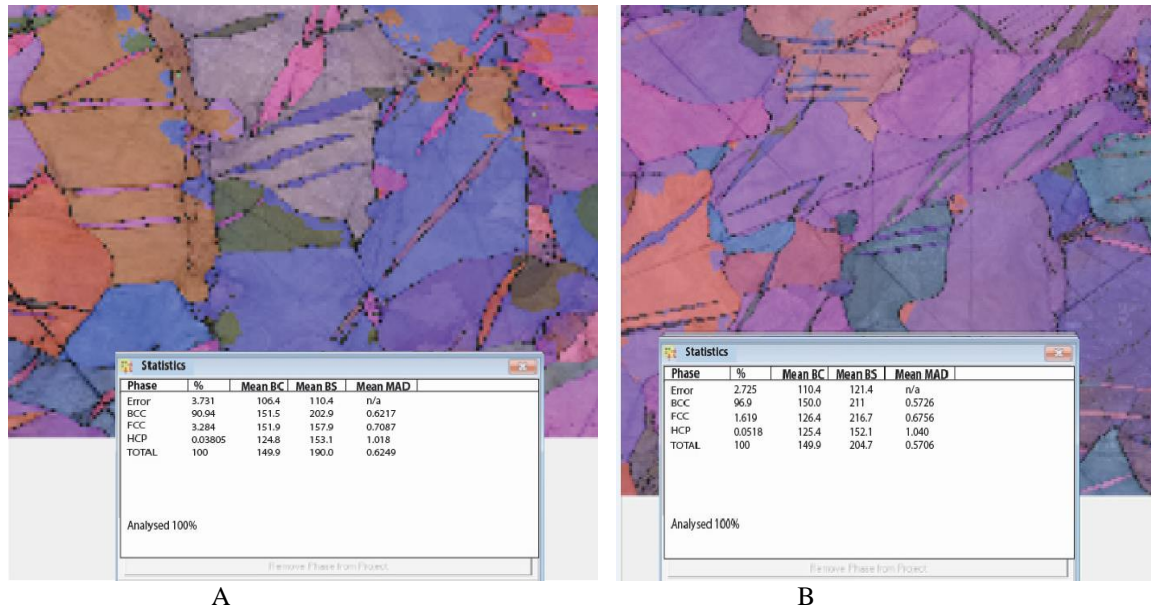 Statistics
Phase % Mean BC Mean BS Mean MAD
Error 3.731 106.4 110.4 n/a
BCC 90.94 151.5 202.9 0.6217
FCC 3.284 151.9 157.9 0.7087
HCP 0.03805 124.8 153.1 1.018
TOTAL 100 149.9 190.0 0.6249
Analysed 100%
Remove Phase from Project
A
Statistics
Phase % Mean BC Mean BS Mean MAD
Error 2.725 110.4 121.4 n/a
BCC 96.9 150.0 211 0.5726
FCC 1.619 126.4 216.7 0.6756
HCP 0.0518 125.4 152.1 1.040
TOTAL 100 149.9 204.7 0.5706
Analysed 100%
Remove Phase from Project
B